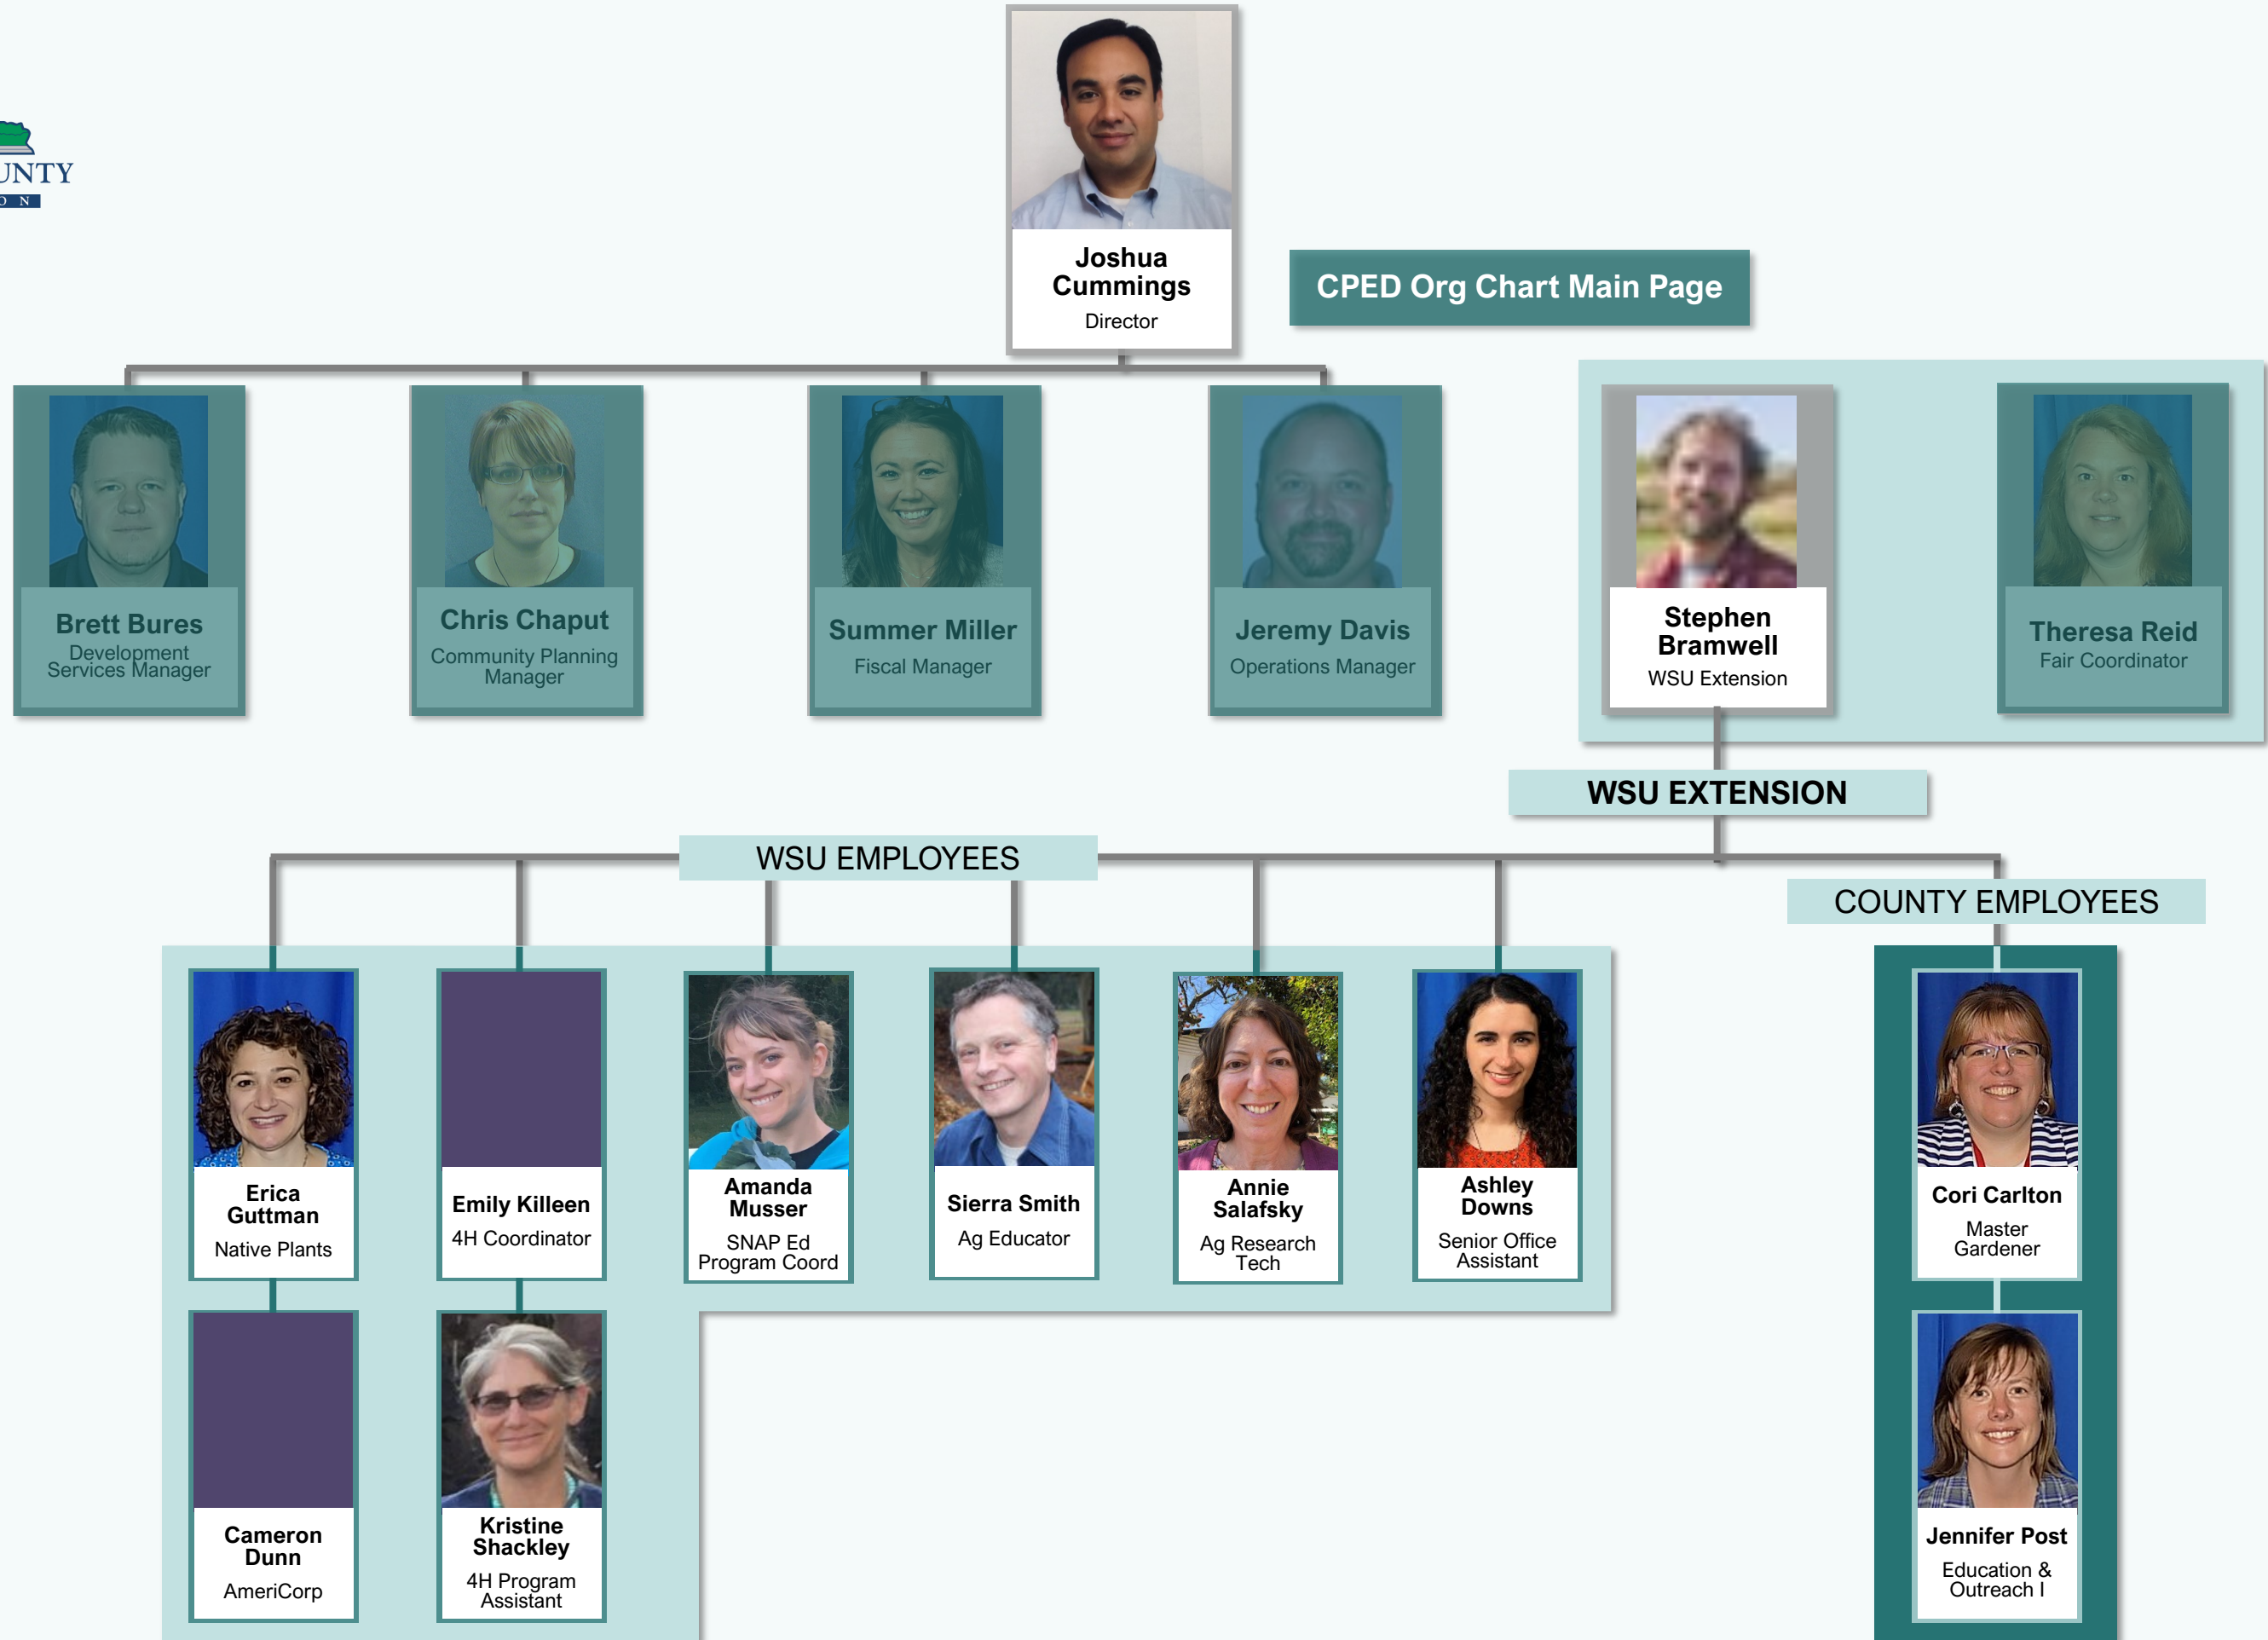 UNTY
O N
Joshua
Cummings
Director
CPED Org Chart Main Page
Brett Bures
Development
Services Manager
Chris Chaput
Community Planning
Manager
Summer Miller
Fiscal Manager
Jeremy Davis
Operations Manager
Stephen
Bramwell
WSU Extension
Theresa Reid
Fair Coordinator
WSU EXTENSION
WSU EMPLOYEES
COUNTY EMPLOYEES
Erica
Guttman
Native Plants
Emily Killeen
4H Coordinator
Amanda
Musser
SNAP Ed
Program Coord
Sierra Smith
Ag Educator
Annie
Salafsky
Ag Research
Tech
Ashley
Downs
Senior Office
Assistant
Cori Carlton
Master
Gardener
Cameron
Dunn
AmeriCorp
Kristine
Shackley
4H Program
Assistant
Jennifer Post
Education &
Outreach I